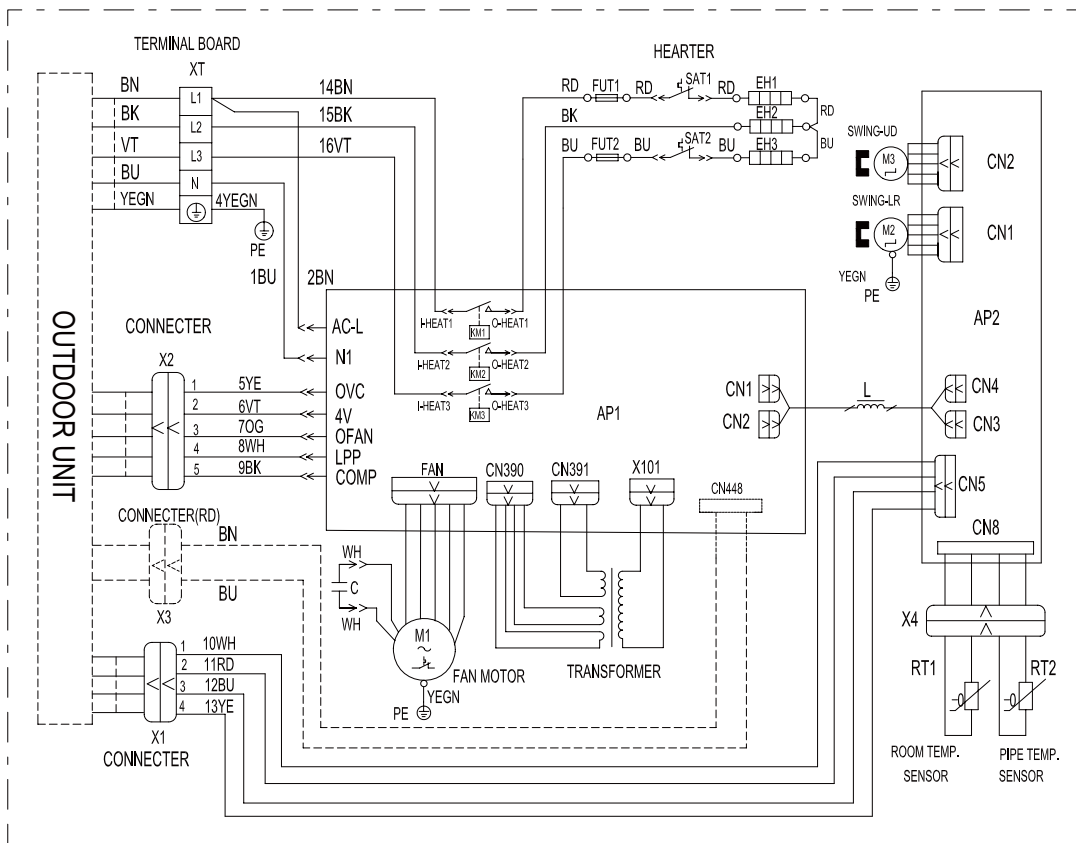 TERMINAL BOARD
XT
HEARTER
BN
L1
14BN
BK
L2
15BK
VT
L3
16VT
BU
N
YEGN
4YEGN
PE
1BU
2BN
RD
FUT1
RD
SAT1
RD
EH1
BK
EH2
RD
BU
FUT2
BU
SAT2
BU
EH3
BU
SWING-UD
M3
CN2
SWING-LR
M2
CN1
YEGN
PE
AP2
OUTDOOR UNIT
CONNECTER
X2
AC-L
N1
I-HEAT1
KM1
O-HEAT1
I-HEAT2
KM2
O-HEAT2
I-HEAT3
KM3
O-HEAT3
AP1
1
5YE
OVC
2
6VT
4V
3
7OG
OFAN
4
8WH
LPP
5
9BK
COMP
CN1
CN2
L
CN4
CN3
FAN
CN390
CN391
X101
CN448
CN5
CN8
CONNECTER(RD)
BN
BU
X3
WH
C
WH
M1
~
FAN MOTOR
YEGN
PE
TRANSFORMER
X4
RT1
RT2
1
10WH
2
11RD
3
12BU
4
13YE
X1
CONNECTER
ROOM TEMP.
SENSOR
PIPE TEMP.
SENSOR